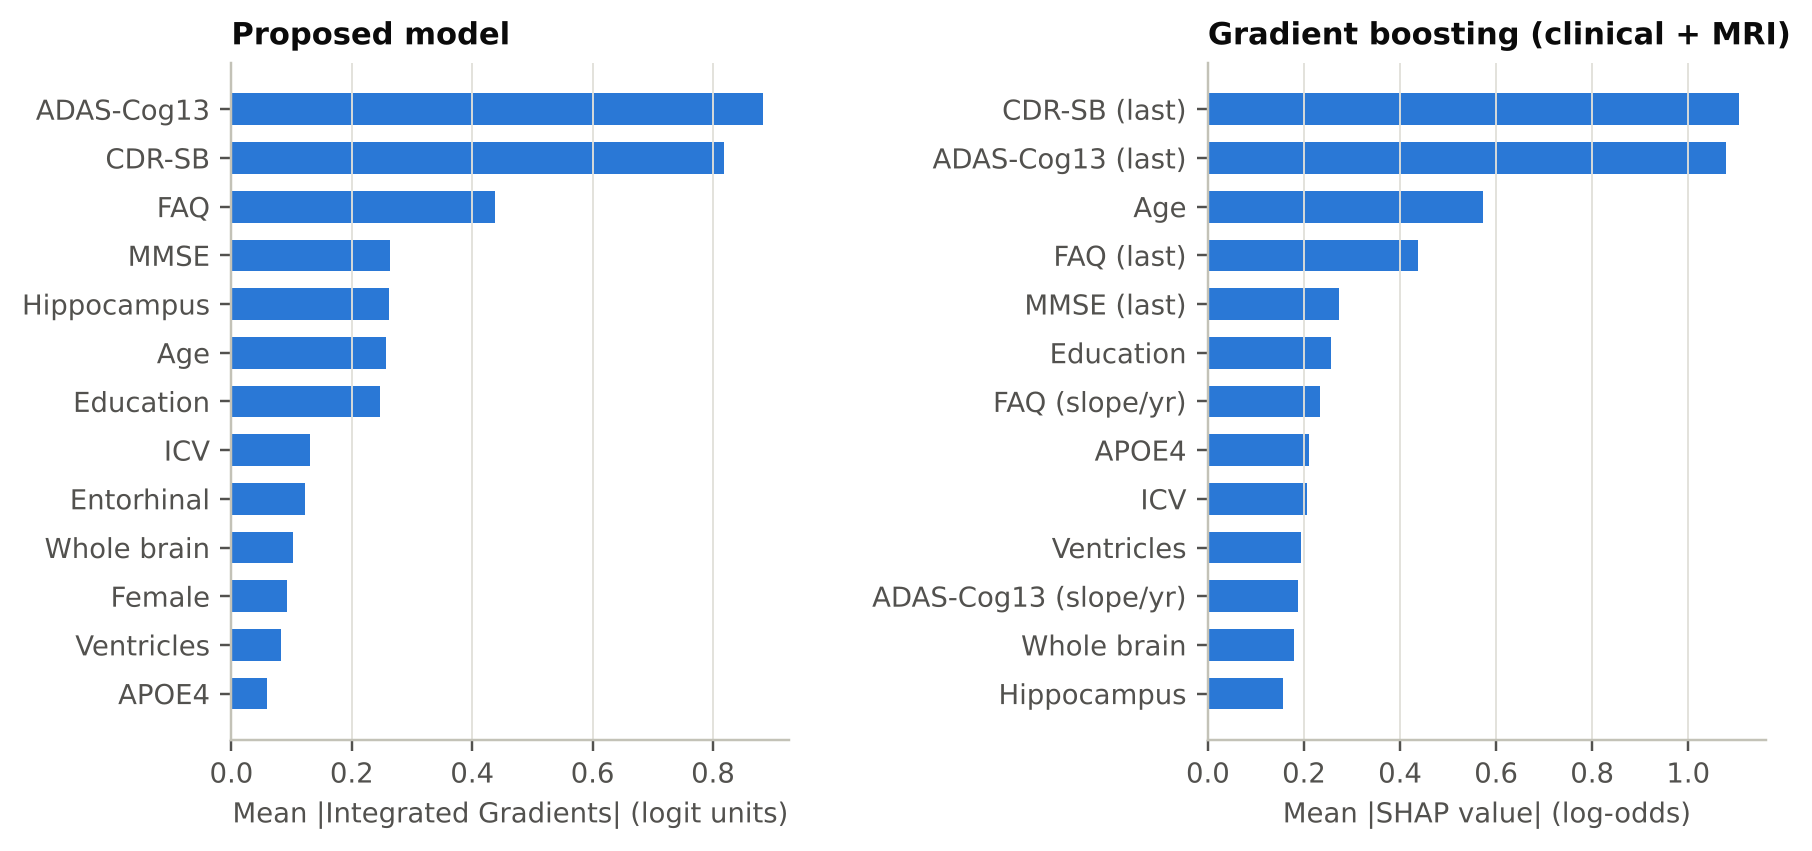 Proposed model
ADAS-Cog13
CDR-SB
FAQ
MMSE
Hippocampus
Age
Education
ICV
Entorhinal
Whole brain
Female
Ventricles
APOE4
0.0 0.2 0.4 0.6 0.8
Mean |Integrated Gradients| (logit units)
Gradient boosting (clinical + MRI)
CDR-SB (last)
ADAS-Cog13 (last)
Age
FAQ (last)
MMSE (last)
Education
FAQ (slope/yr)
APOE4
ICV
Ventricles
ADAS-Cog13 (slope/yr)
Whole brain
Hippocampus
0.0 0.2 0.4 0.6 0.8 1.0
Mean |SHAP value| (log-odds)